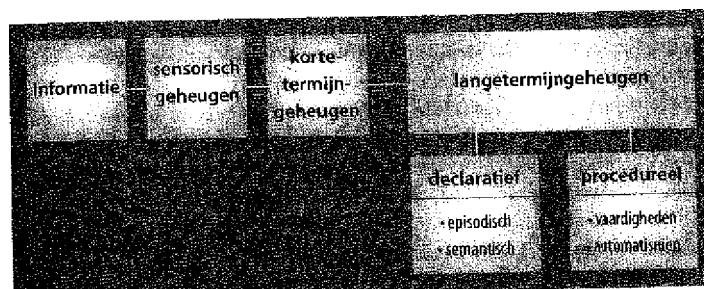 Informatie
sensorisch
geheugen
korte-
termijn-
geheugen
langetermijngeheugen
declaratief
• episodisch
• semantisch
procedureel
• vaardigheden
• automatismen